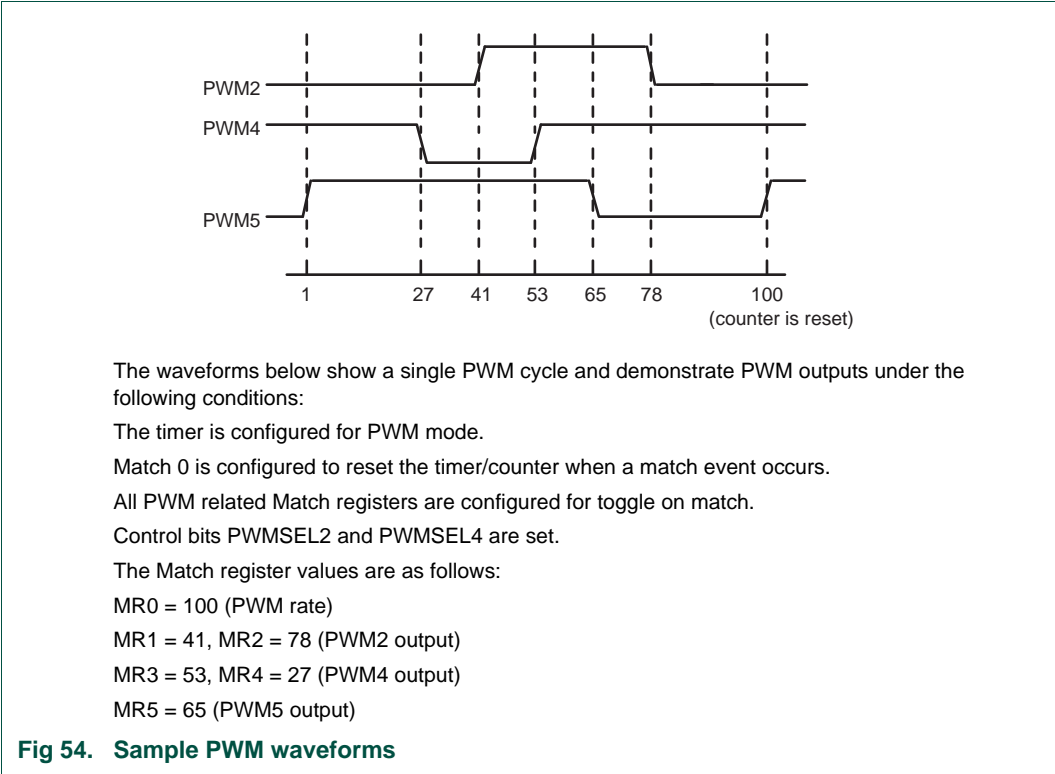 PWM2
PWM4
PWM5
1 27 41 53 65 78 100
(counter is reset)
The waveforms below show a single PWM cycle and demonstrate PWM outputs under the
following conditions:
The timer is configured for PWM mode.
Match 0 is configured to reset the timer/counter when a match event occurs.
All PWM related Match registers are configured for toggle on match.
Control bits PWMSEL2 and PWMSEL4 are set.
The Match register values are as follows:
MR0 = 100 (PWM rate)
MR1 = 41, MR2 = 78 (PWM2 output)
MR3 = 53, MR4 = 27 (PWM4 output)
MR5 = 65 (PWM5 output)
Fig 54. Sample PWM waveforms